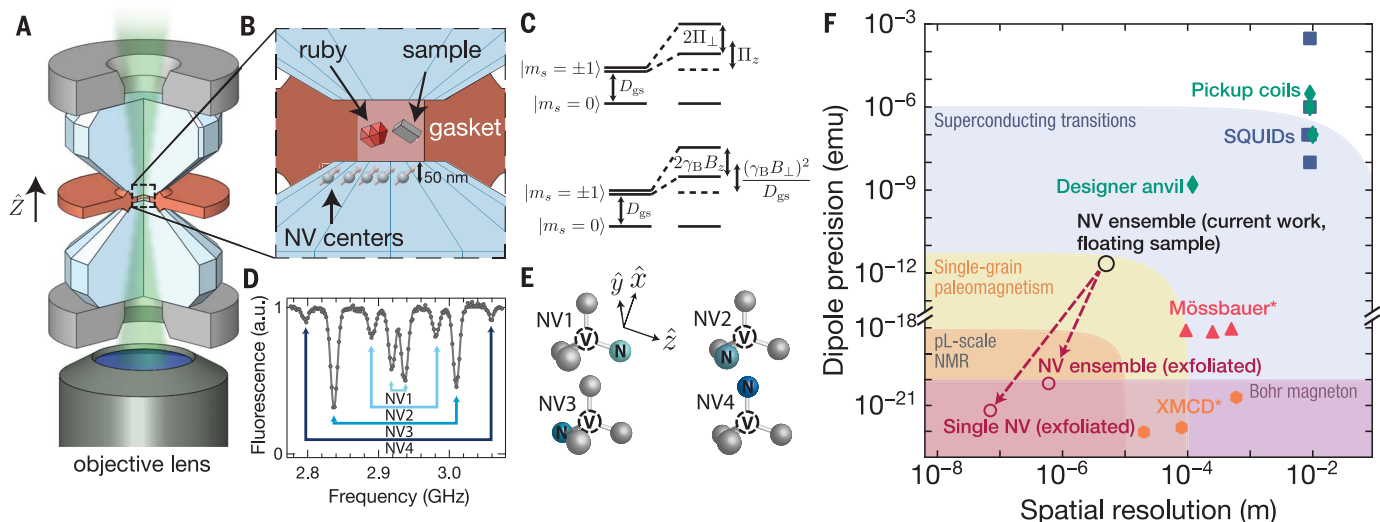 A
Ẑ
objective lens
B
ruby
sample
gasket
50 nm
NV centers
C
|m_s = ±1⟩
D_gs
|m_s = 0⟩
2Π_⊥
Π_z
|m_s = ±1⟩
D_gs
|m_s = 0⟩
2γ_B B_z
(γ_B B_⊥)²
D_gs
D
Fluorescence (a.u.)
1
0
NV1
NV2
NV3
NV4
2.8
2.9
3.0
Frequency (GHz)
E
ŷ
x̂
ẑ
NV1
V
N
NV2
V
N
NV3
V
N
NV4
N
V
F
Dipole precision (emu)
10⁻³
10⁻⁶
10⁻⁹
10⁻¹²
10⁻¹⁸
10⁻²¹
Pickup coils
Superconducting transitions
SQUIDs
Designer anvil
NV ensemble (current work,
floating sample)
Single-grain
paleomagnetism
Mössbauer*
pL-scale
NMR
NV ensemble (exfoliated)
Bohr magneton
XMCD*
Single NV (exfoliated)
10⁻⁸
10⁻⁶
10⁻⁴
10⁻²
Spatial resolution (m)